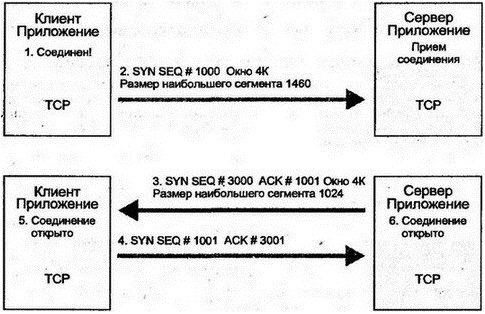 Клиент
Приложение
1. Соединен!
TCP
2. SYN SEQ # 1000 Окно 4К
Размер наибольшего сегмента 1460
Сервер
Приложение
Прием
соединения
TCP
Клиент
Приложение
5. Соединение
открыто
TCP
3. SYN SEQ # 3000 ACK # 1001 Окно 4К
Размер наибольшего сегмента 1024
4. SYN SEQ # 1001 ACK # 3001
Сервер
Приложение
6. Соединение
открыто
TCP